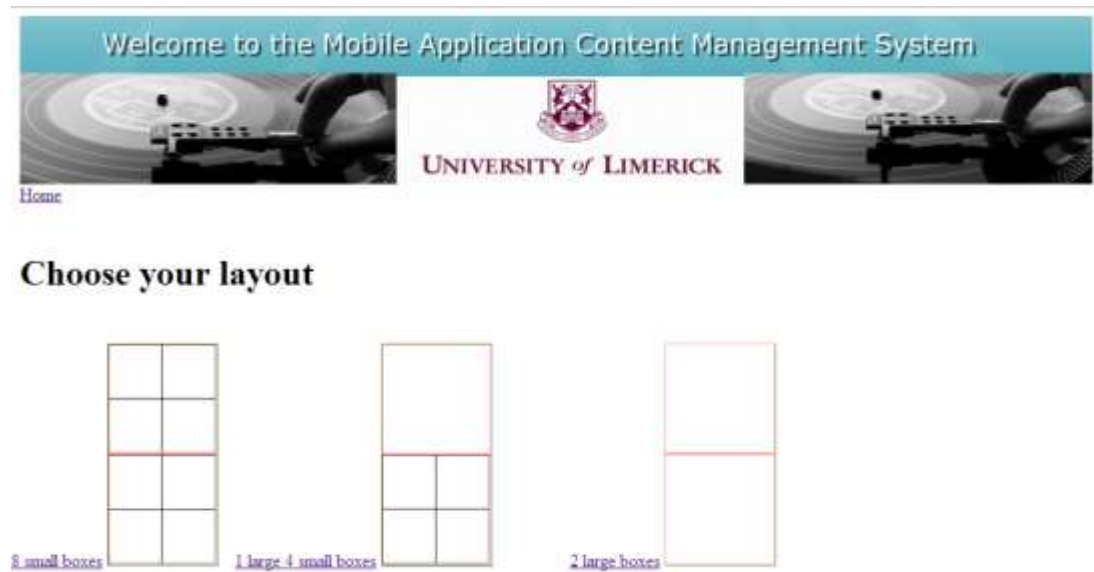 Welcome to the Mobile Application Content Management System
UNIVERSITY of LIMERICK
Home
Choose your layout
8 small boxes 1 large 4 small boxes 2 large boxes